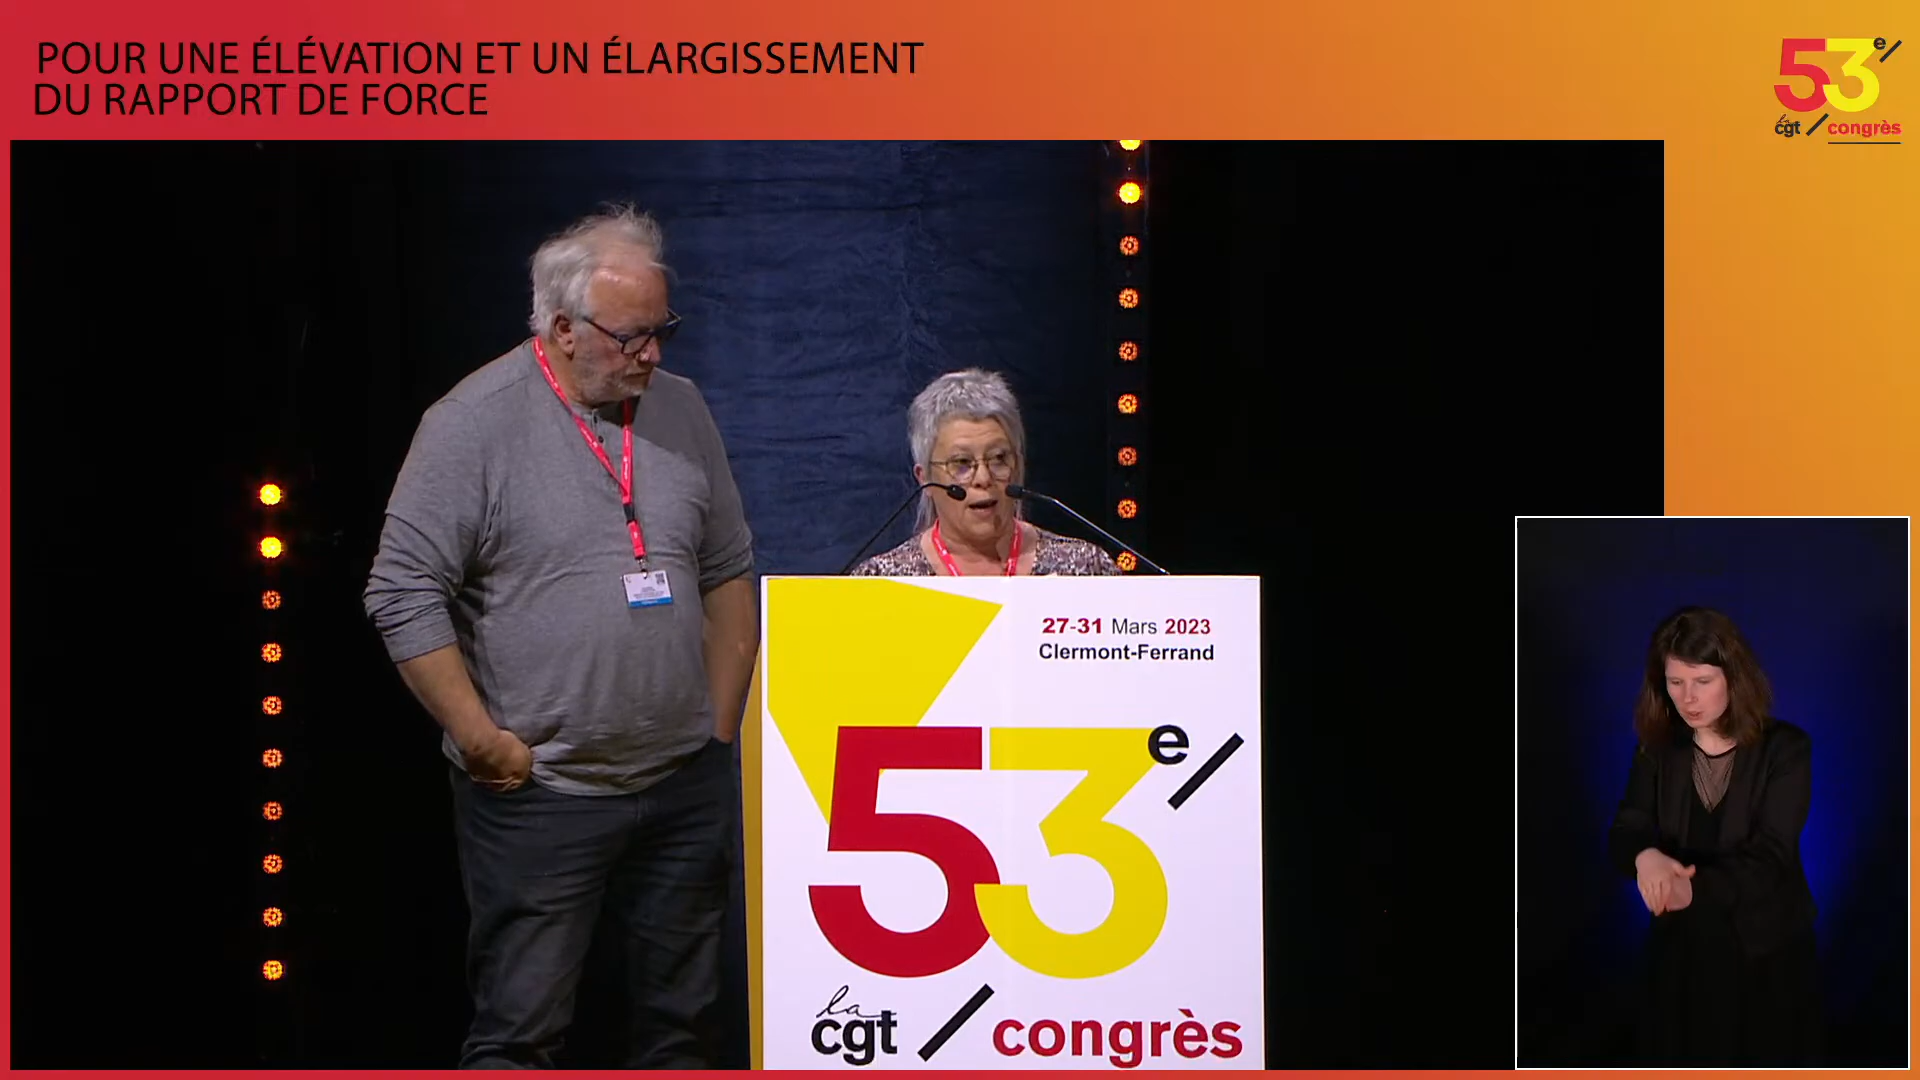 POUR UNE ÉLÉVATION ET UN ÉLARGISSEMENT
DU RAPPORT DE FORCE
53e/
la cgt / congrès
27-31 Mars 2023
Clermont-Ferrand
53e/
la cgt / congrès